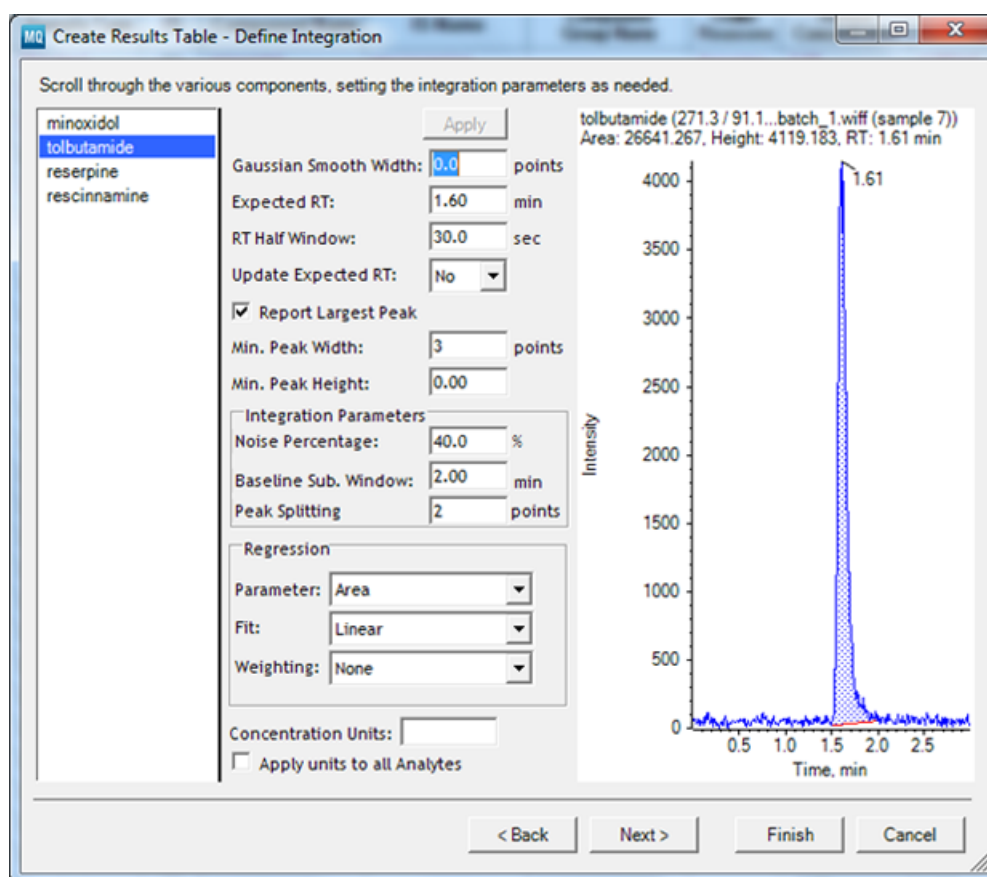 MQ Create Results Table - Define Integration
Scroll through the various components, setting the integration parameters as needed.
minoxidol
tolbutamide
reserpine
rescinnamine
Apply
Gaussian Smooth Width: 0.0 points
Expected RT: 1.60 min
RT Half Window: 30.0 sec
Update Expected RT: No
Report Largest Peak
Min. Peak Width: 3 points
Min. Peak Height: 0.00
Integration Parameters
Noise Percentage: 40.0 %
Baseline Sub. Window: 2.00 min
Peak Splitting 2 points
Regression
Parameter: Area
Fit: Linear
Weighting: None
Concentration Units:
Apply units to all Analytes
tolbutamide (271.3 / 91.1...batch_1.wiff (sample 7))
Area: 26641.267, Height: 4119.183, RT: 1.61 min
1.61
4000
3500
3000
2500
2000
1500
1000
500
0
Intensity
0.5 1.0 1.5 2.0 2.5
Time, min
< Back Next > Finish Cancel